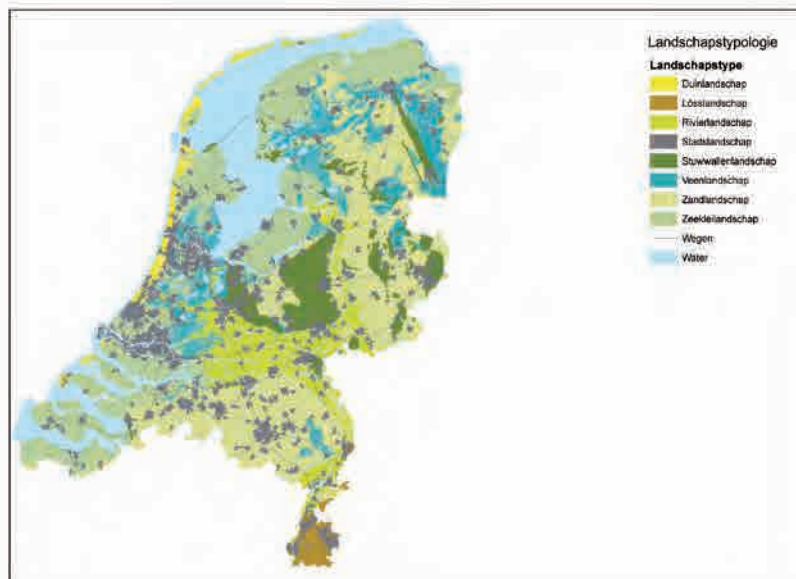 Landschapstypologie
Landschapstype
Duinlandschap
Lösslandschap
Rivierlandschap
Stadslandschap
Stuwwallenlandschap
Veenlandschap
Zandlandschap
Zeekleilandschap
Wegen
Water